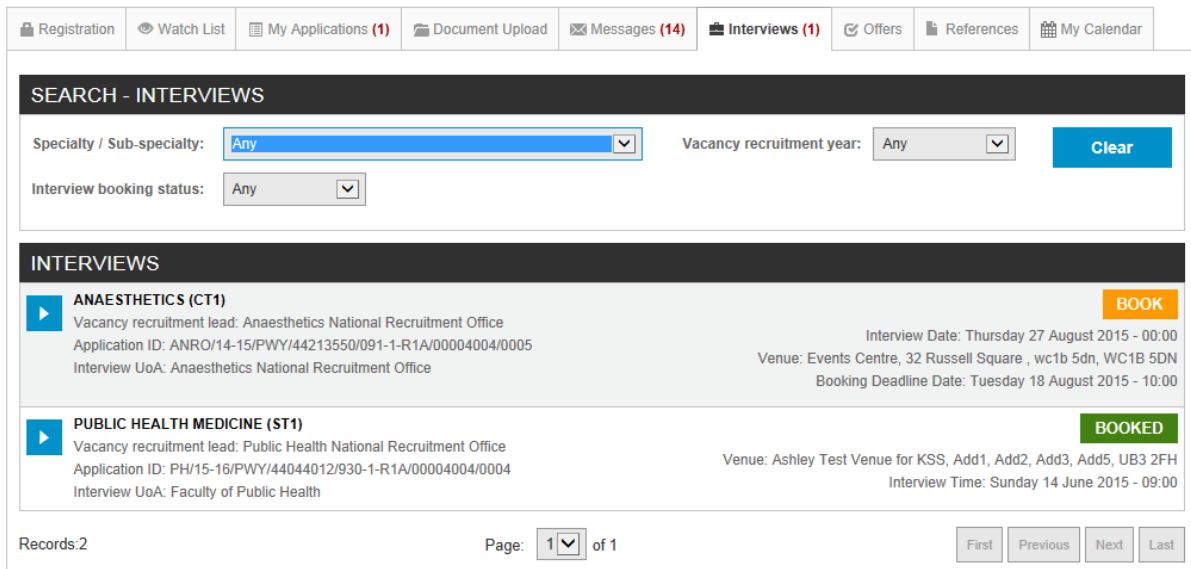 Registration Watch List My Applications (1) Document Upload Messages (14) Interviews (1) Offers References My Calendar
SEARCH - INTERVIEWS
Specialty / Sub-specialty: Any Vacancy recruitment year: Any Clear
Interview booking status: Any
INTERVIEWS
ANAESTHETICS (CT1) BOOK
Vacancy recruitment lead: Anaesthetics National Recruitment Office
Interview Date: Thursday 27 August 2015 - 00:00
Application ID: ANRO/14-15/PWY/44213550/091-1-R1A/00004004/0005
Venue: Events Centre, 32 Russell Square , wc1b 5dn, WC1B 5DN
Interview UoA: Anaesthetics National Recruitment Office
Booking Deadline Date: Tuesday 18 August 2015 - 10:00
PUBLIC HEALTH MEDICINE (ST1) BOOKED
Vacancy recruitment lead: Public Health National Recruitment Office
Venue: Ashley Test Venue for KSS, Add1, Add2, Add3, Add5, UB3 2FH
Application ID: PH/15-16/PWY/44044012/930-1-R1A/00004004/0004
Interview Time: Sunday 14 June 2015 - 09:00
Interview UoA: Faculty of Public Health
Records:2 Page: 1 of 1 First Previous Next Last